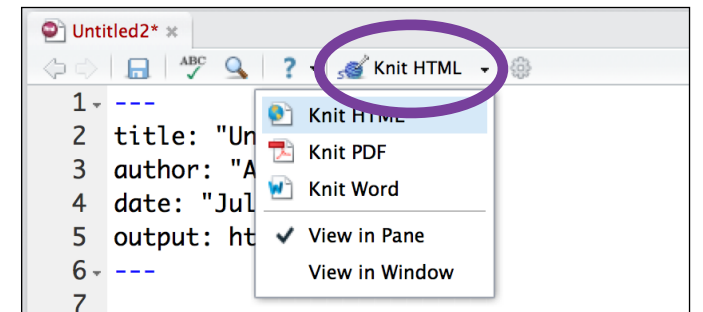 Untitled2* ×
ABC ? Knit HTML
1 ---
2 title: "Un
3 author: "A
4 date: "Jul
5 output: ht
6 ---
7
Knit HTML
Knit PDF
Knit Word
View in Pane
View in Window